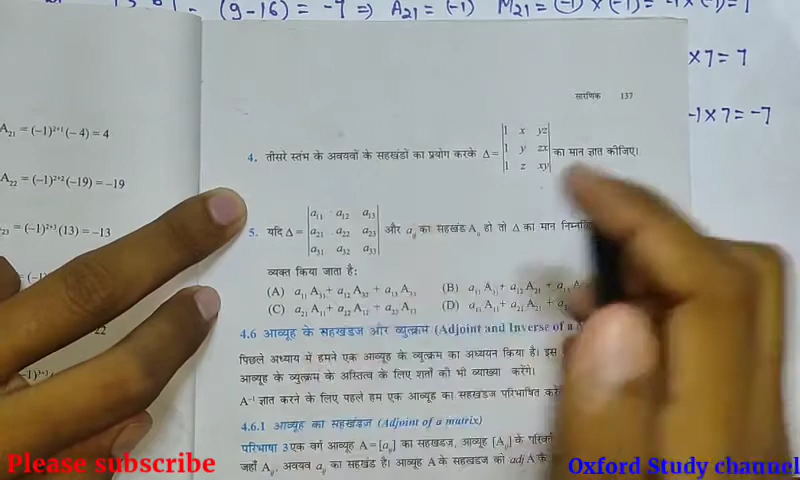 (9-16) = -7 ⇒ A21 = (-1) M21 = (-1) × (-1) = -1 × (-1) = 1
× 7 = 7
-1 × 7 = -7
A₂₁ = (−1)²⁺¹ (−4) = 4
A₂₂ = (−1)²⁺² (−19) = −19
₂₃ = (−1)²⁺³ (13) = −13
= (−1
22
−1)³⁺³
सारणिक 137
1 x yz
4. तीसरे स्तंभ के अवयवों के सहखंडों का प्रयोग करके Δ = 1 y zx का मान ज्ञात कीजिए।
1 z xy
a₁₁ a₁₂ a₁₃
5. यदि Δ = a₂₁ a₂₂ a₂₃ और aᵢⱼ का सहखंड Aᵢⱼ हो तो Δ का मान
a₃₁ a₃₂ a₃₃
व्यक्त किया जाता है:
(A) a₁₁ A₃₁+ a₁₂ A₃₂ + a₁₃ A₃₃ (B) a₁₁ A₁₁+ a₁₂ A₂₁ + a₁₃
(C) a₂₁ A₁₁+ a₂₂ A₁₂ + a₂₃ A₁₃ (D) a₁₁ A₁₁+ a₂₁ A₂₁ +
4.6 आव्यूह के सहखंडज और व्युत्क्रम (Adjoint and Inverse of a
पिछले अध्याय में हमने एक आव्यूह के व्युत्क्रम का अध्ययन किया है। इस
आव्यूह के व्युत्क्रम के अस्तित्व के लिए शर्तों की भी व्याख्या करेंगे।
A⁻¹ ज्ञात करने के लिए पहले हम एक आव्यूह का सहखंडज परिभाषित
4.6.1 आव्यूह का सहखंडज (Adjoint of a matrix)
परिभाषा 3 एक वर्ग आव्यूह A = [aᵢⱼ] का सहखंडज, आव्यूह [Aᵢⱼ] के
जहाँ Aᵢⱼ, अवयव aᵢⱼ का सहखंड है। आव्यूह A के सहखंडज को adj A के
Please subscribe
Oxford Study channel